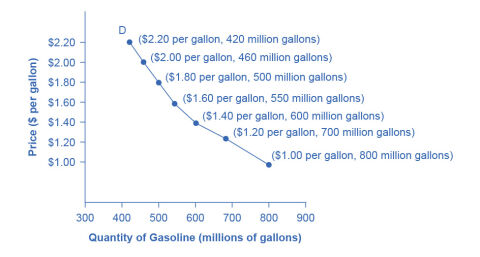 D
$2.20
($2.20 per gallon, 420 million gallons)
$2.00
($2.00 per gallon, 460 million gallons)
$1.80
($1.80 per gallon, 500 million gallons)
$1.60
($1.60 per gallon, 550 million gallons)
$1.40
($1.40 per gallon, 600 million gallons)
$1.20
($1.20 per gallon, 700 million gallons)
$1.00
($1.00 per gallon, 800 million gallons)
Price ($ per gallon)
300 400 500 600 700 800 900
Quantity of Gasoline (millions of gallons)